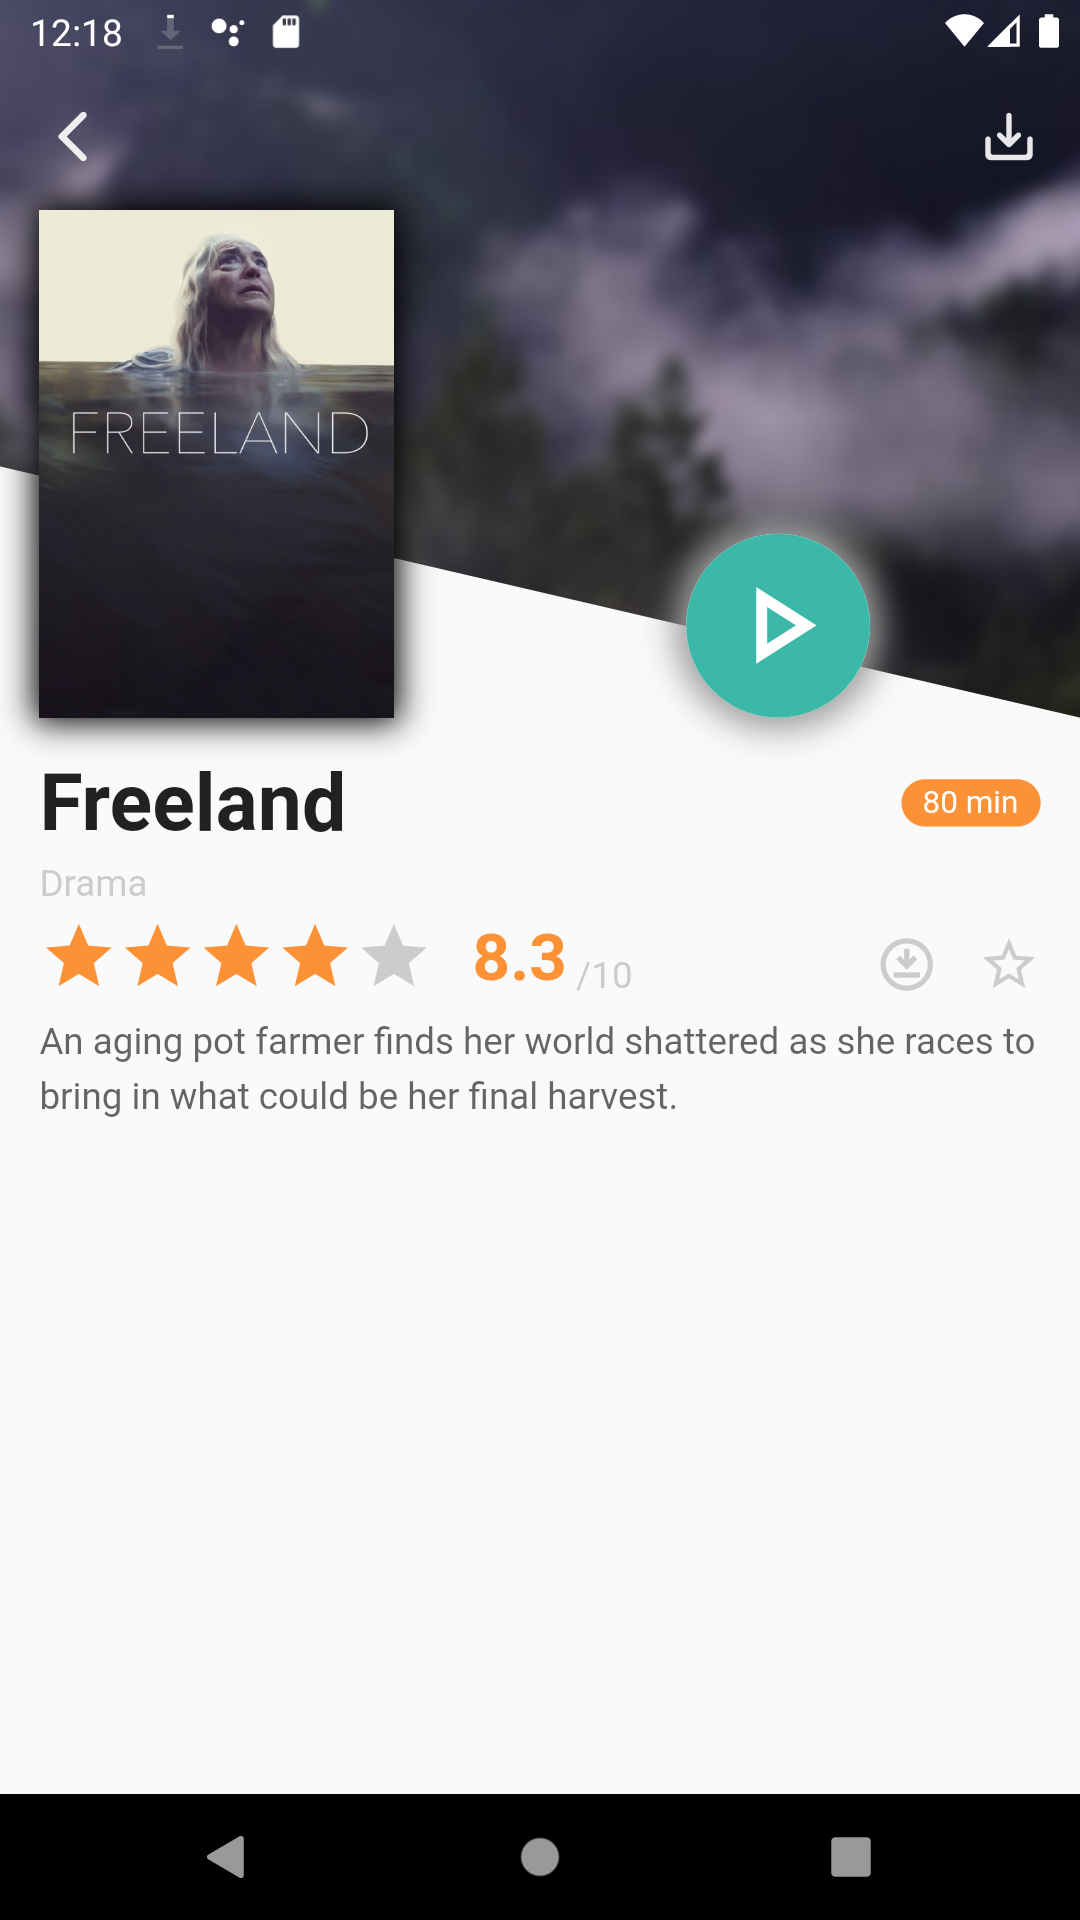 12:18
FREELAND
Freeland
80 min
Drama
8.3 /10
An aging pot farmer finds her world shattered as she races to
bring in what could be her final harvest.